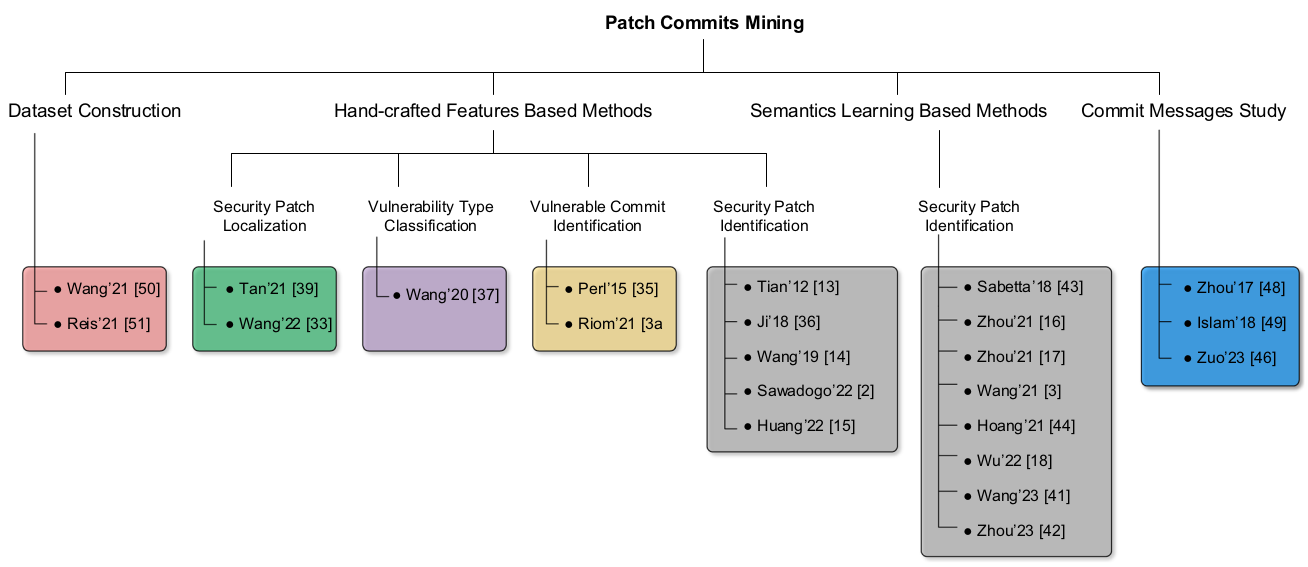 Patch Commits Mining
Dataset Construction
Hand-crafted Features Based Methods
Semantics Learning Based Methods
Commit Messages Study
Security Patch
Localization
Vulnerability Type
Classification
Vulnerable Commit
Identification
Security Patch
Identification
Security Patch
Identification
● Wang’21 [50]
● Reis’21 [51]
● Tan’21 [39]
● Wang’22 [33]
● Wang’20 [37]
● Perl’15 [35]
● Riom’21 [3a
● Tian’12 [13]
● Ji’18 [36]
● Wang’19 [14]
● Sawadogo’22 [2]
● Huang’22 [15]
● Sabetta’18 [43]
● Zhou’21 [16]
● Zhou’21 [17]
● Wang’21 [3]
● Hoang’21 [44]
● Wu’22 [18]
● Wang’23 [41]
● Zhou’23 [42]
● Zhou’17 [48]
● Islam’18 [49]
● Zuo’23 [46]